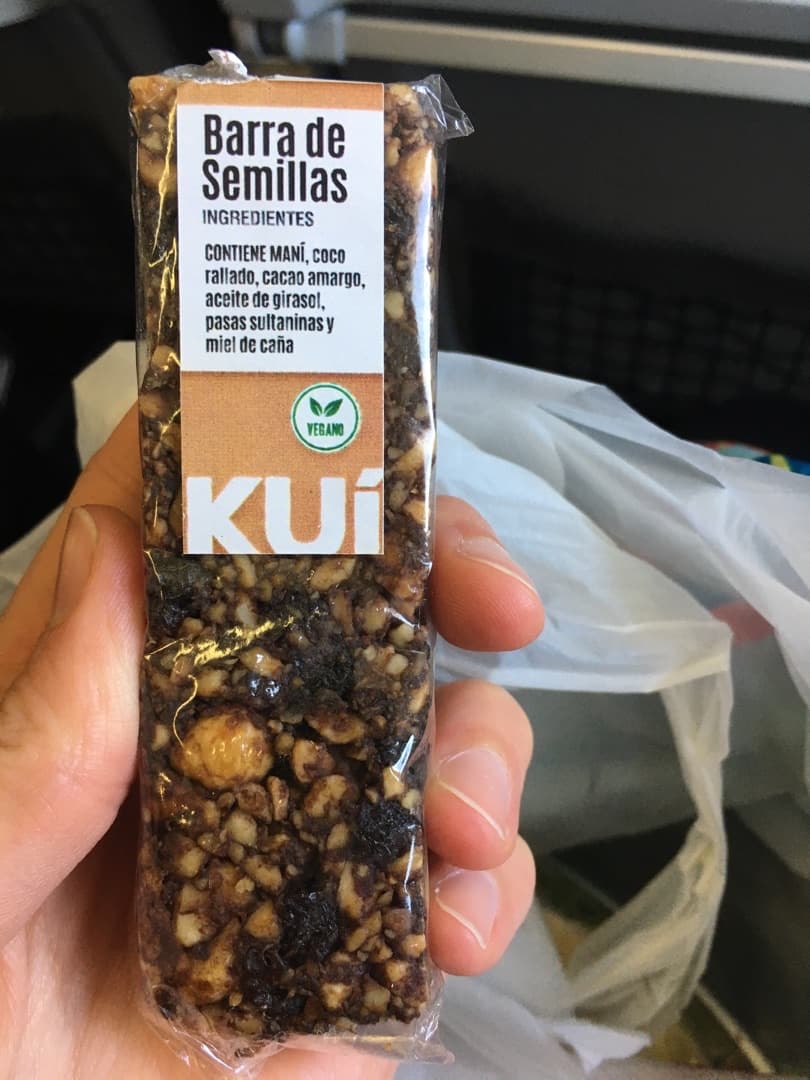 Barra de
Semillas
INGREDIENTES
CONTIENE MANÍ, coco
rallado, cacao amargo,
aceite de girasol,
pasas sultaninas y
miel de caña
VEGANO
KUí